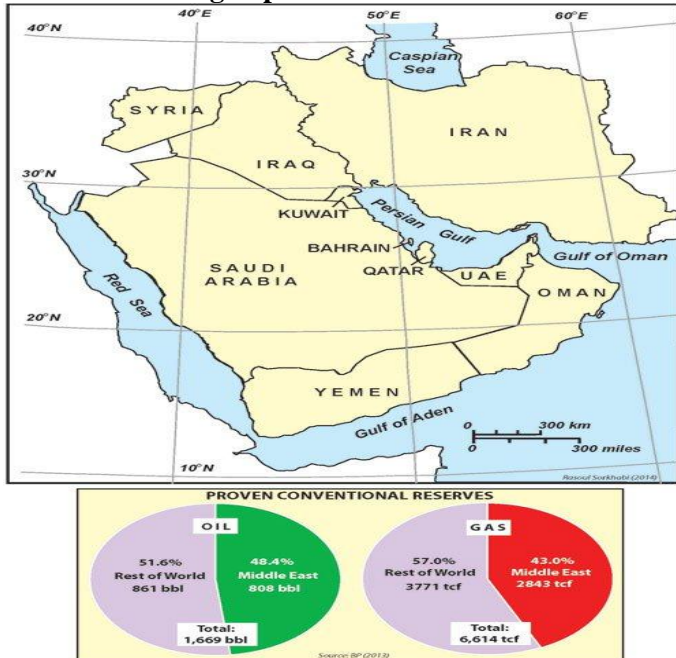 40°E
50°E
60°E
40°N
40°N
Caspian
Sea
SYRIA
IRAN
IRAQ
30°N
30°N
KUWAIT
Persian Gulf
BAHRAIN
QATAR
SAUDI
ARABIA
UAE
Gulf of Oman
OMAN
Red Sea
20°N
20°N
YEMEN
Gulf of Aden
0 300 km
0 300 miles
10°N
10°N
Rasoul Sorkhabi (2014)
PROVEN CONVENTIONAL RESERVES
OIL
51.6%
Rest of World
861 bbl
48.4%
Middle East
808 bbl
Total:
1,669 bbl
GAS
57.0%
Rest of World
3771 tcf
43.0%
Middle East
2843 tcf
Total:
6,614 tcf
Source: BP (2013)